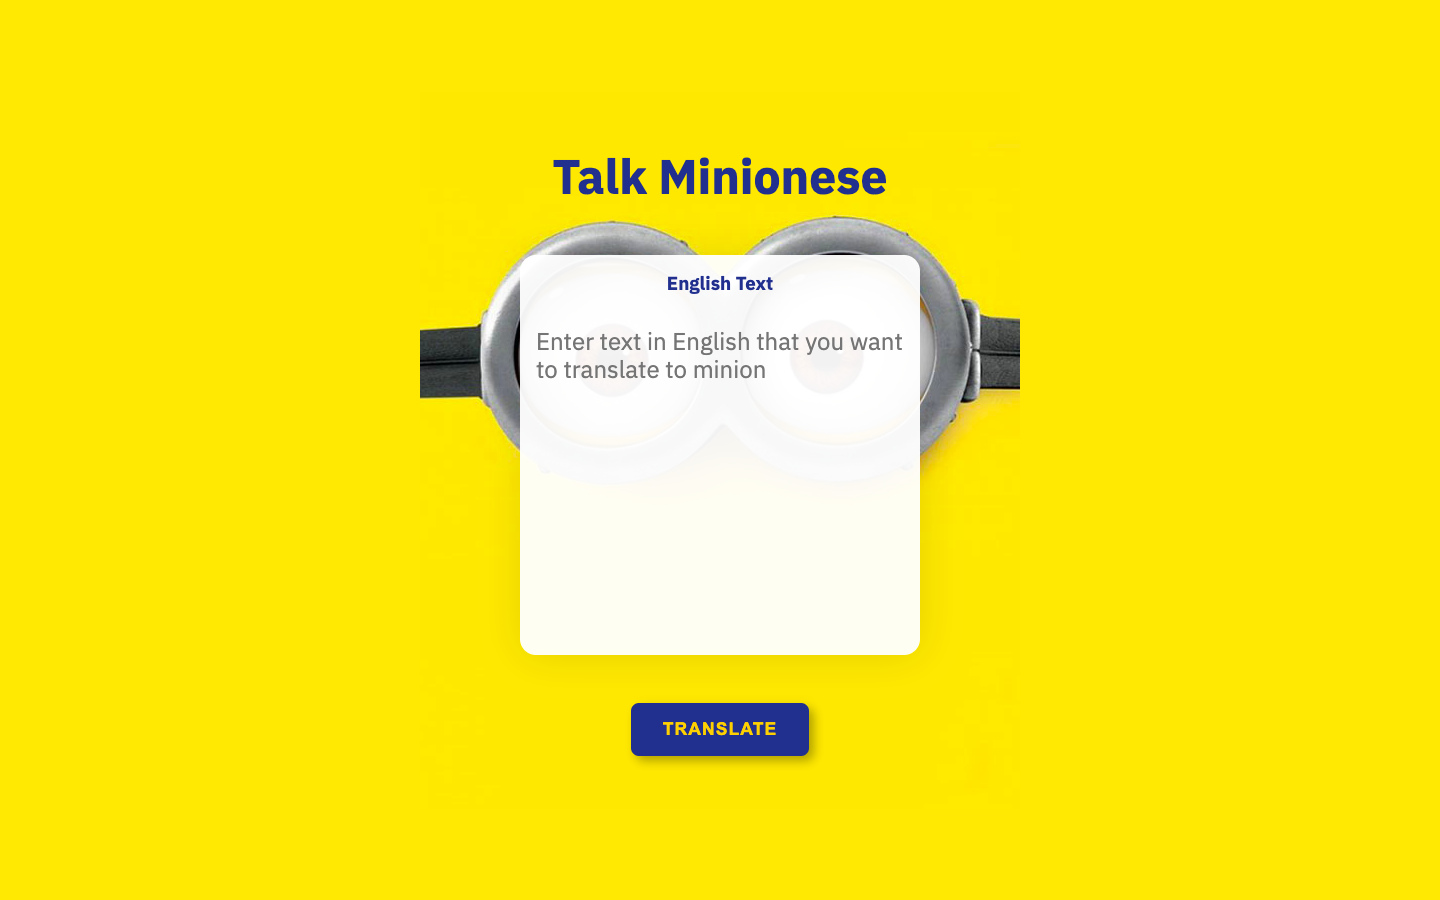 Talk Minionese
English Text
Enter text in English that you want
to translate to minion
TRANSLATE